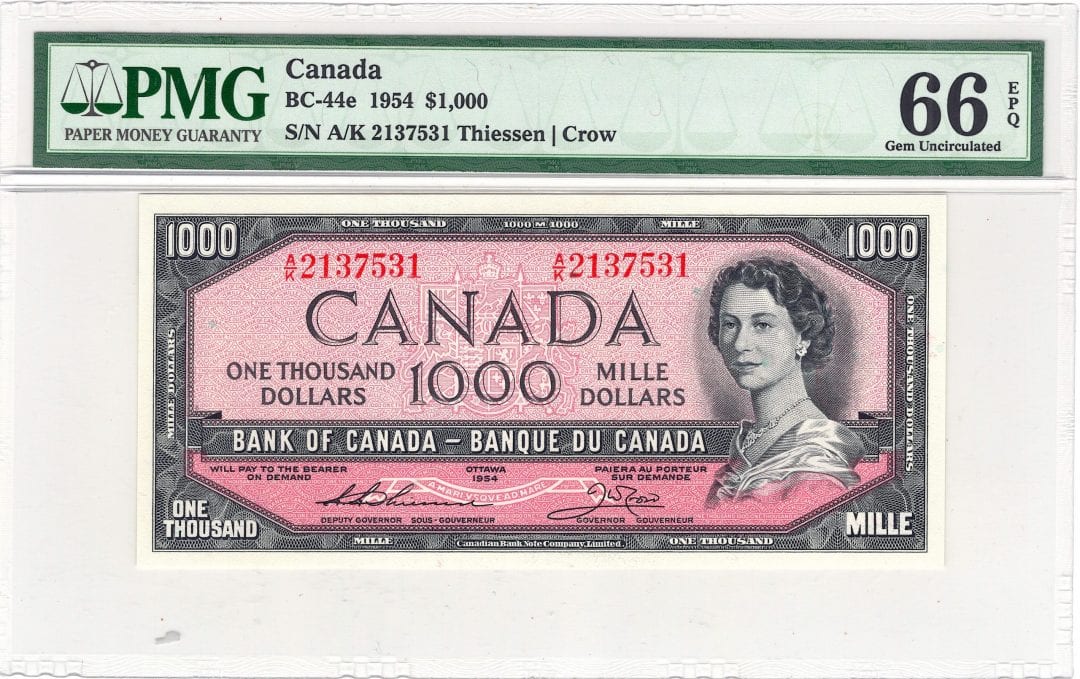 PMG
PAPER MONEY GUARANTY
Canada
BC-44e 1954 $1,000
S/N A/K 2137531 Thiessen | Crow
66 EPQ
Gem Uncirculated
ONE THOUSAND 1000 M 1000 MILLE
1000 1000
A/K 2137531 A/K 2137531
CANADA
ONE THOUSAND DOLLARS 1000 MILLE DOLLARS
MILLE DOLLARS
ONE THOUSAND DOLLARS
BANK OF CANADA – BANQUE DU CANADA
WILL PAY TO THE BEARER OTTAWA PAIERA AU PORTEUR
ON DEMAND 1954 SUR DEMANDE
A MARI VSQVE AD MARE
DEPUTY GOVERNOR SOUS-GOUVERNEUR GOVERNOR GOUVERNEUR
ONE THOUSAND MILLE
MILLE Canadian Bank Note Company, Limited. ONE THOUSAND